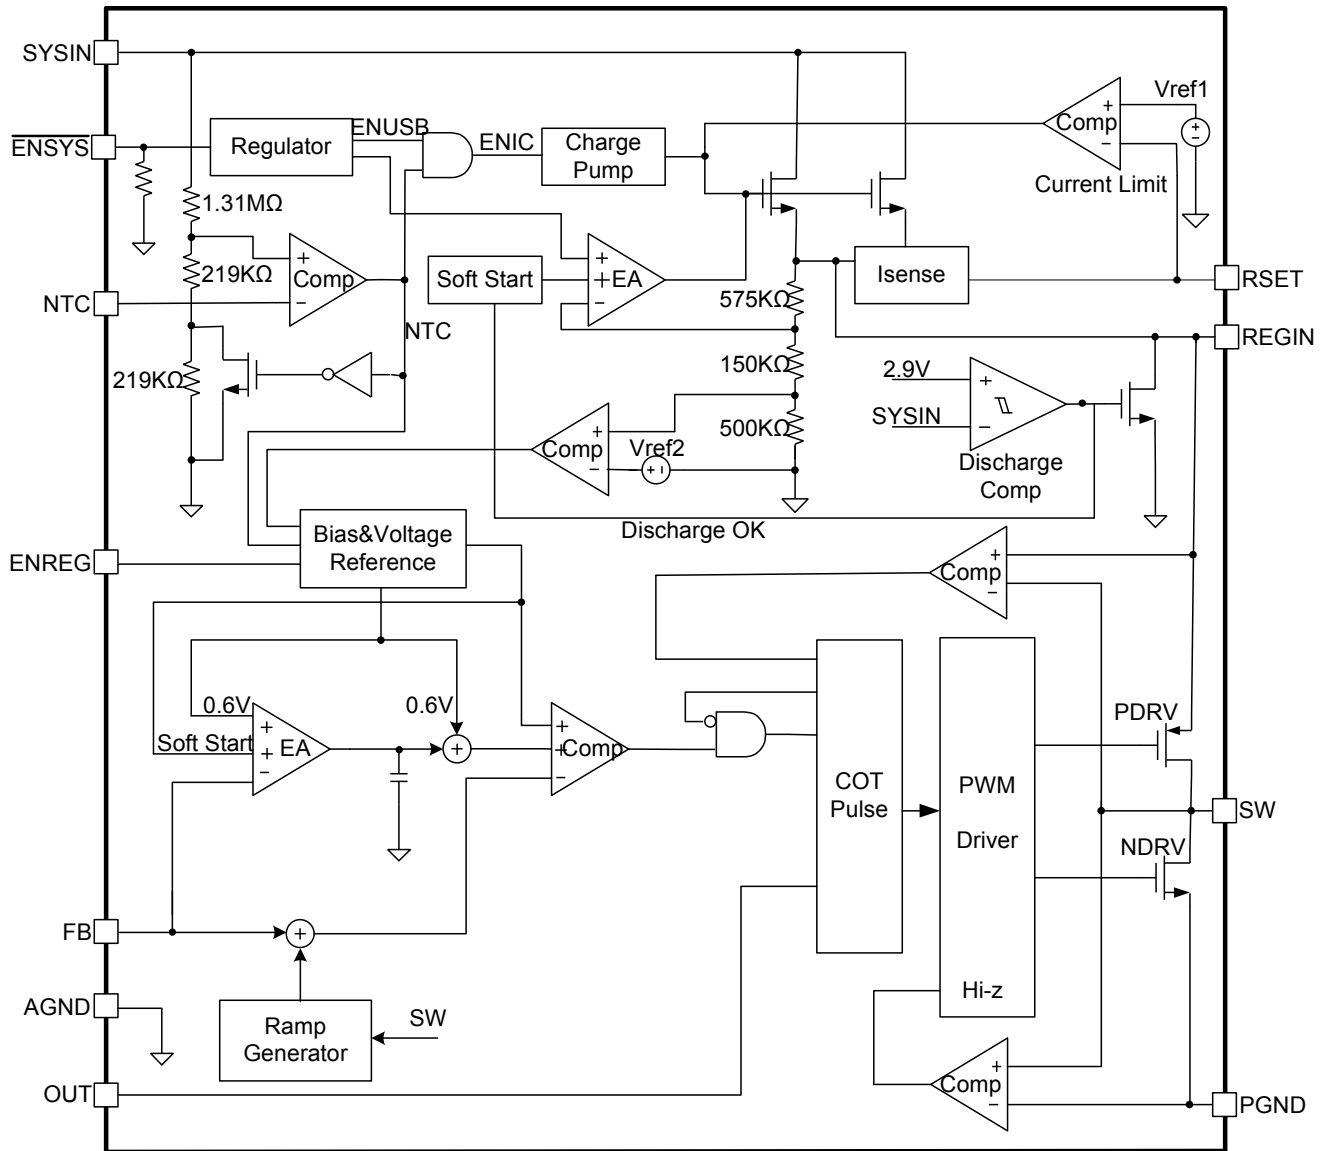 SYSIN
Vref1
+
+
−
Comp
−
ENUSB
ENSYS
Regulator
ENIC
Charge
Pump
Current Limit
1.31MΩ
+
Comp
−
219KΩ
Soft Start
+
+EA
−
Isense
575KΩ
RSET
NTC
NTC
REGIN
150KΩ
2.9V
+
219KΩ
SYSIN
−
500KΩ
+
Comp
−
Vref2
+ı
Discharge
Comp
Discharge OK
Bias&Voltage
Reference
ENREG
+
Comp
−
0.6V
0.6V
+
Soft Start
+
EA
−
+
+
+
Comp
−
PDRV
COT
Pulse
PWM
Driver
SW
NDRV
FB
+
Hi-z
AGND
SW
Ramp
Generator
OUT
+
Comp
−
PGND